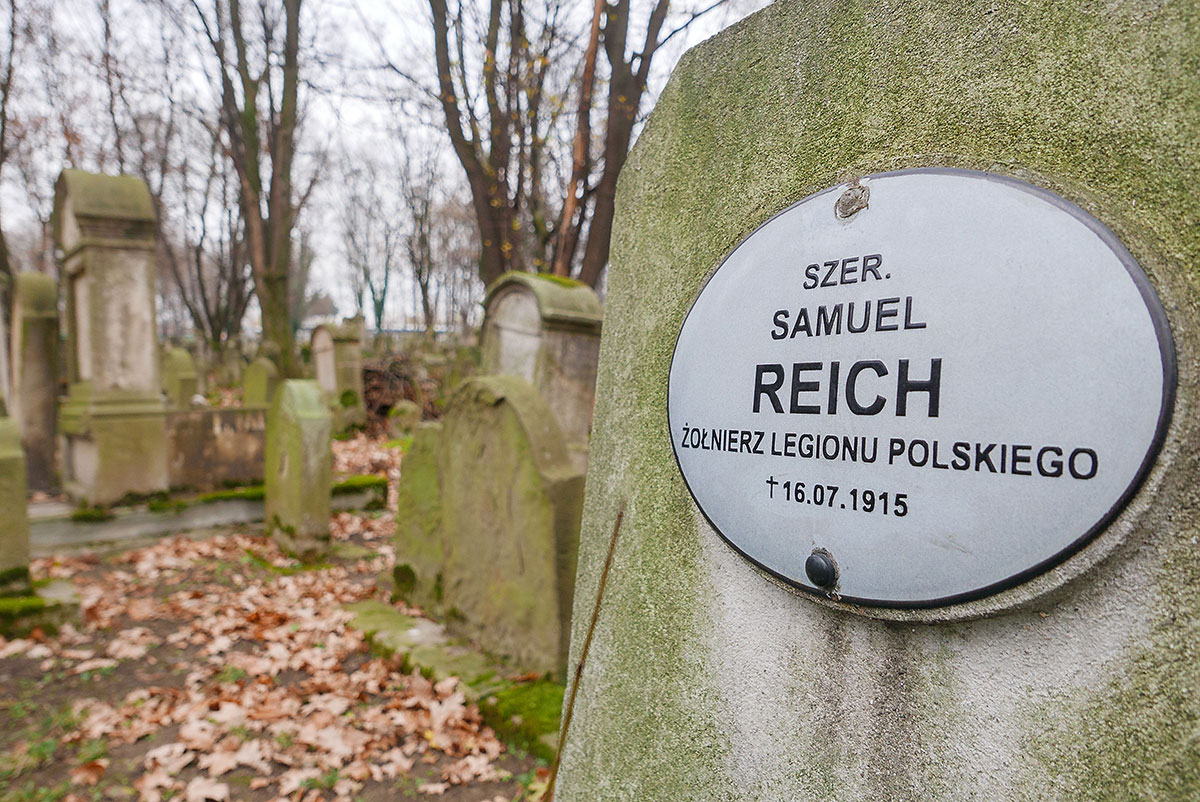 SZER.
SAMUEL
REICH
ŻOŁNIERZ LEGIONU POLSKIEGO
†16.07.1915